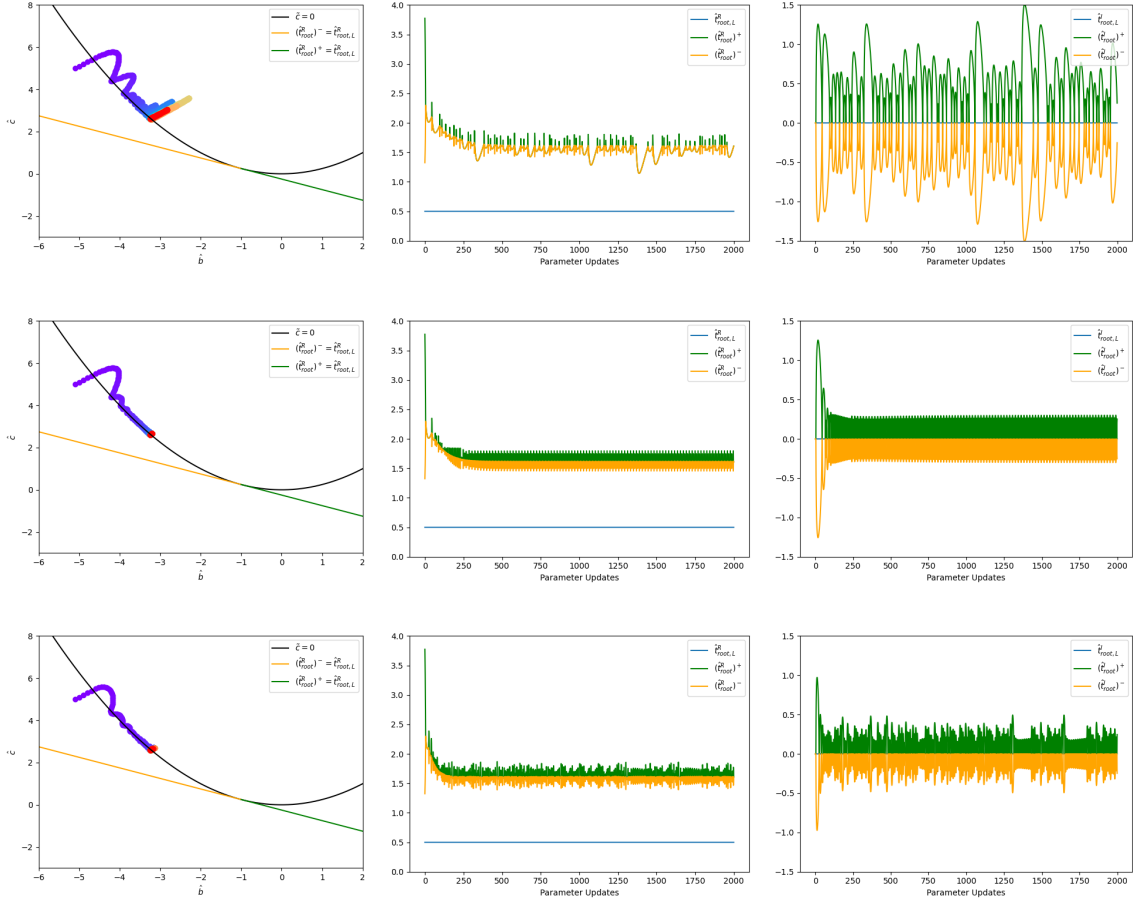 8
6
4
2
0
−2
ĉ
−6 −5 −4 −3 −2 −1 0 1 2
b̂
c̃ = 0
(t̂ᴿ_root)⁻ = t̂ᴿ_root,L
(t̂ᴿ_root)⁺ = t̂ᴿ_root,L
4.0
3.5
3.0
2.5
2.0
1.5
1.0
0.5
0.0
0 250 500 750 1000 1250 1500 1750 2000
Parameter Updates
t̂ᴿ_root,L
(t̂ᴿ_root)⁺
(t̂ᴿ_root)⁻
1.5
1.0
0.5
0.0
−0.5
−1.0
−1.5
0 250 500 750 1000 1250 1500 1750 2000
Parameter Updates
t̂ᴵ_root,L
(t̂ᴵ_root)⁺
(t̂ᴵ_root)⁻
8
6
4
2
0
−2
ĉ
−6 −5 −4 −3 −2 −1 0 1 2
b̂
c̃ = 0
(t̂ᴿ_root)⁻ = t̂ᴿ_root,L
(t̂ᴿ_root)⁺ = t̂ᴿ_root,L
4.0
3.5
3.0
2.5
2.0
1.5
1.0
0.5
0.0
0 250 500 750 1000 1250 1500 1750 2000
Parameter Updates
t̂ᴿ_root,L
(t̂ᴿ_root)⁺
(t̂ᴿ_root)⁻
1.5
1.0
0.5
0.0
−0.5
−1.0
−1.5
0 250 500 750 1000 1250 1500 1750 2000
Parameter Updates
t̂ᴵ_root,L
(t̂ᴵ_root)⁺
(t̂ᴵ_root)⁻
8
6
4
2
0
−2
ĉ
−6 −5 −4 −3 −2 −1 0 1 2
b̂
c̃ = 0
(t̂ᴿ_root)⁻ = t̂ᴿ_root,L
(t̂ᴿ_root)⁺ = t̂ᴿ_root,L
4.0
3.5
3.0
2.5
2.0
1.5
1.0
0.5
0.0
0 250 500 750 1000 1250 1500 1750 2000
Parameter Updates
t̂ᴿ_root,L
(t̂ᴿ_root)⁺
(t̂ᴿ_root)⁻
1.5
1.0
0.5
0.0
−0.5
−1.0
−1.5
0 250 500 750 1000 1250 1500 1750 2000
Parameter Updates
t̂ᴵ_root,L
(t̂ᴵ_root)⁺
(t̂ᴵ_root)⁻